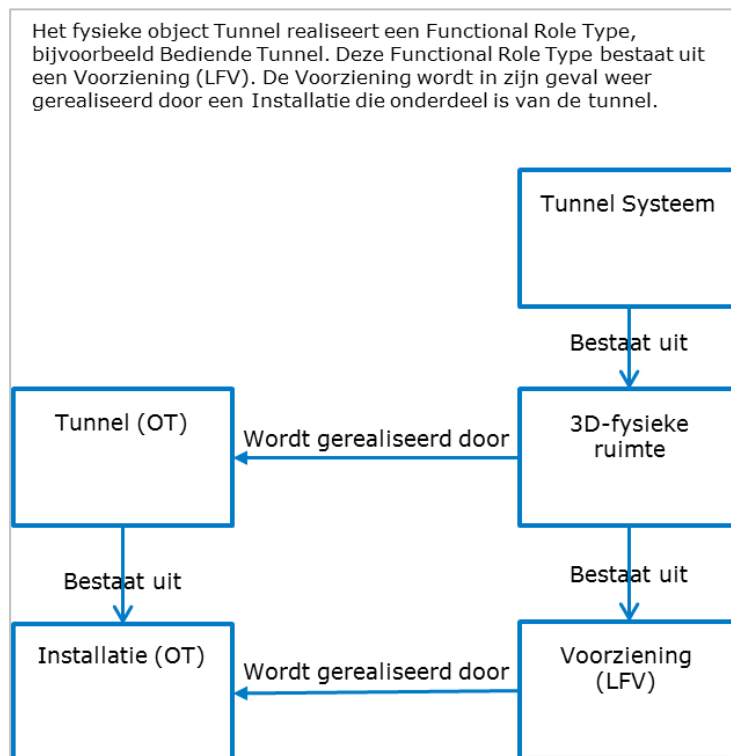 Het fysieke object Tunnel realiseert een Functional Role Type,
bijvoorbeeld Bediende Tunnel. Deze Functional Role Type bestaat uit
een Voorziening (LFV). De Voorziening wordt in zijn geval weer
gerealiseerd door een Installatie die onderdeel is van de tunnel.
Tunnel Systeem
Bestaat uit
Tunnel (OT)
Wordt gerealiseerd door
3D-fysieke
ruimte
Bestaat uit
Bestaat uit
Installatie (OT)
Wordt gerealiseerd door
Voorziening
(LFV)